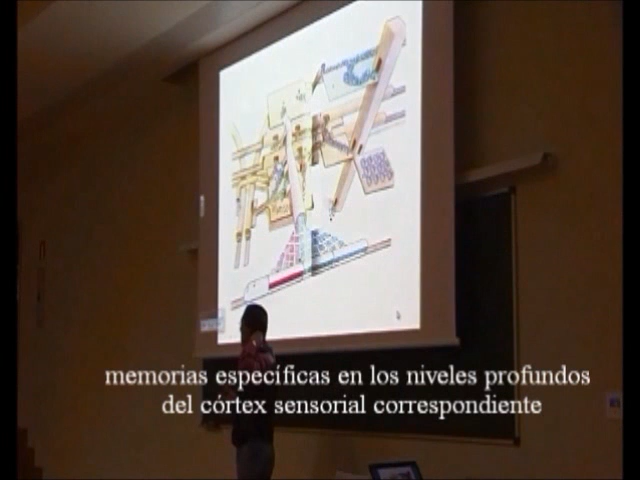 memorias específicas en los niveles profundos
del córtex sensorial correspondiente